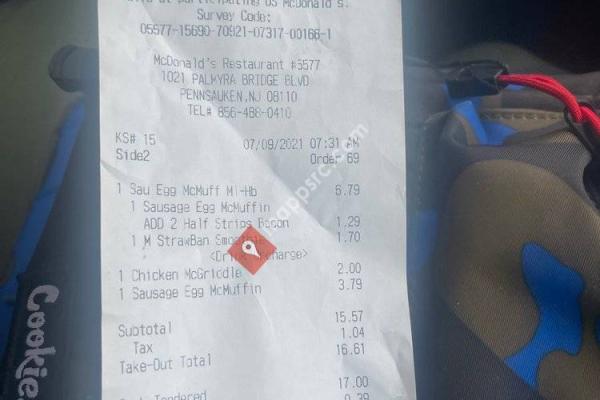 participating US McDonald's.
Survey Code:
05577-15690-70921-07317-00166-1
McDonald's Restaurant #5577
1021 PALMYRA BRIDGE BLVD
PENNSAUKEN,NJ 08110
TEL# 856-488-0410
KS# 15 07/09/2021 07:31 AM
Side2 Order 69
1 Sau Egg McMuff Ml-Hb 6.79
1 Sausage Egg McMuffin
ADD 2 Half Strips Bacon 1.29
1 M StrawBan 1.70
1 Chicken McGriddle 2.00
1 Sausage Egg McMuffin 3.79
Subtotal 15.57
Tax 1.04
Take-Out Total 16.61
Tendered 17.00
0.39
Cookie